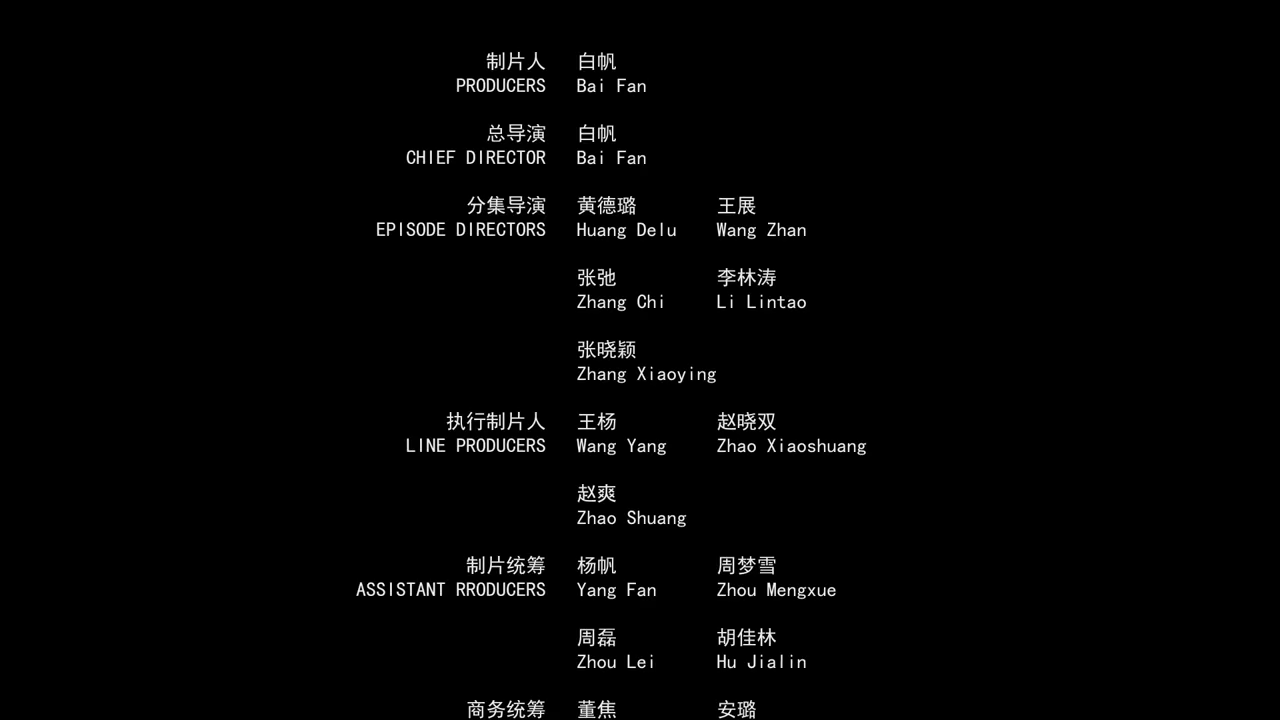 制片人 白帆
PRODUCERS Bai Fan
总导演 白帆
CHIEF DIRECTOR Bai Fan
分集导演 黄德璐 王展
EPISODE DIRECTORS Huang Delu Wang Zhan
张弛 李林涛
Zhang Chi Li Lintao
张晓颖
Zhang Xiaoying
执行制片人 王杨 赵晓双
LINE PRODUCERS Wang Yang Zhao Xiaoshuang
赵爽
Zhao Shuang
制片统筹 杨帆 周梦雪
ASSISTANT RRODUCERS Yang Fan Zhou Mengxue
周磊 胡佳林
Zhou Lei Hu Jialin
商务统筹 董焦 安璐